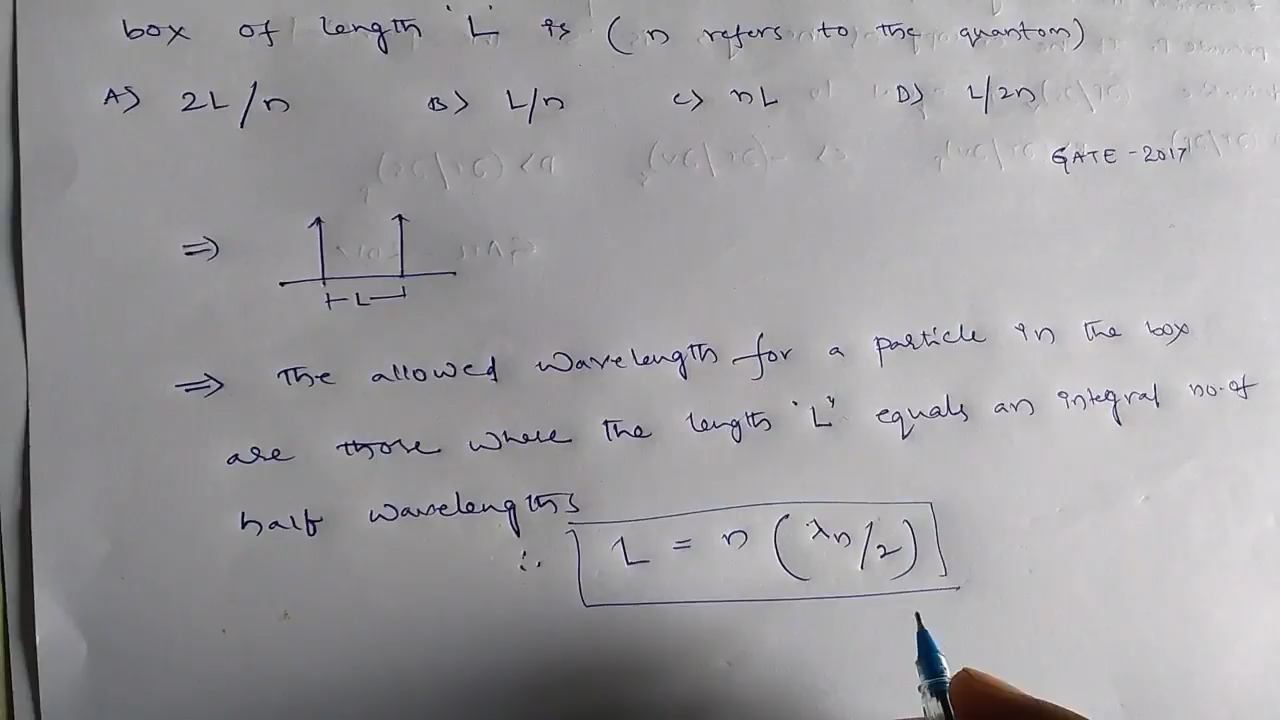 box of length 'L' is (n refers to the quantom)
A) 2L/n B) L/n C) nL D) L/2n
GATE - 2017
⇒
L
⇒ The allowed wavelength for a particle in the box
are those where the length 'L" equals an integral no. of
half wavelengths
∴ L = n (λn/2)